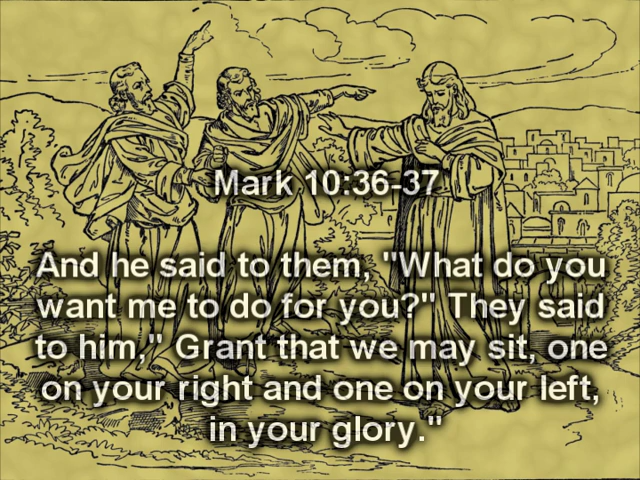 Mark 10:36-37
And he said to them, "What do you
want me to do for you?" They said
to him," Grant that we may sit, one
on your right and one on your left,
in your glory."